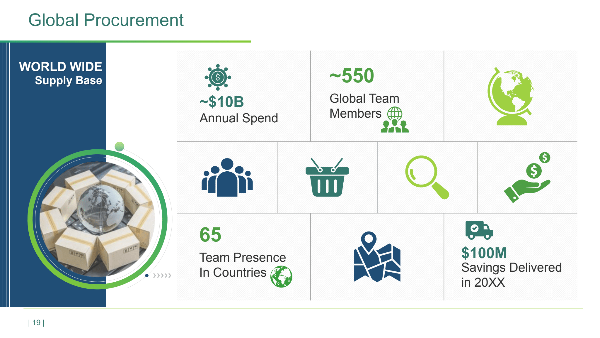 Global Procurement
WORLD WIDE
Supply Base
~$10B
Annual Spend
~550
Global Team
Members
65
Team Presence
In Countries
$100M
Savings Delivered
in 20XX
| 19 |